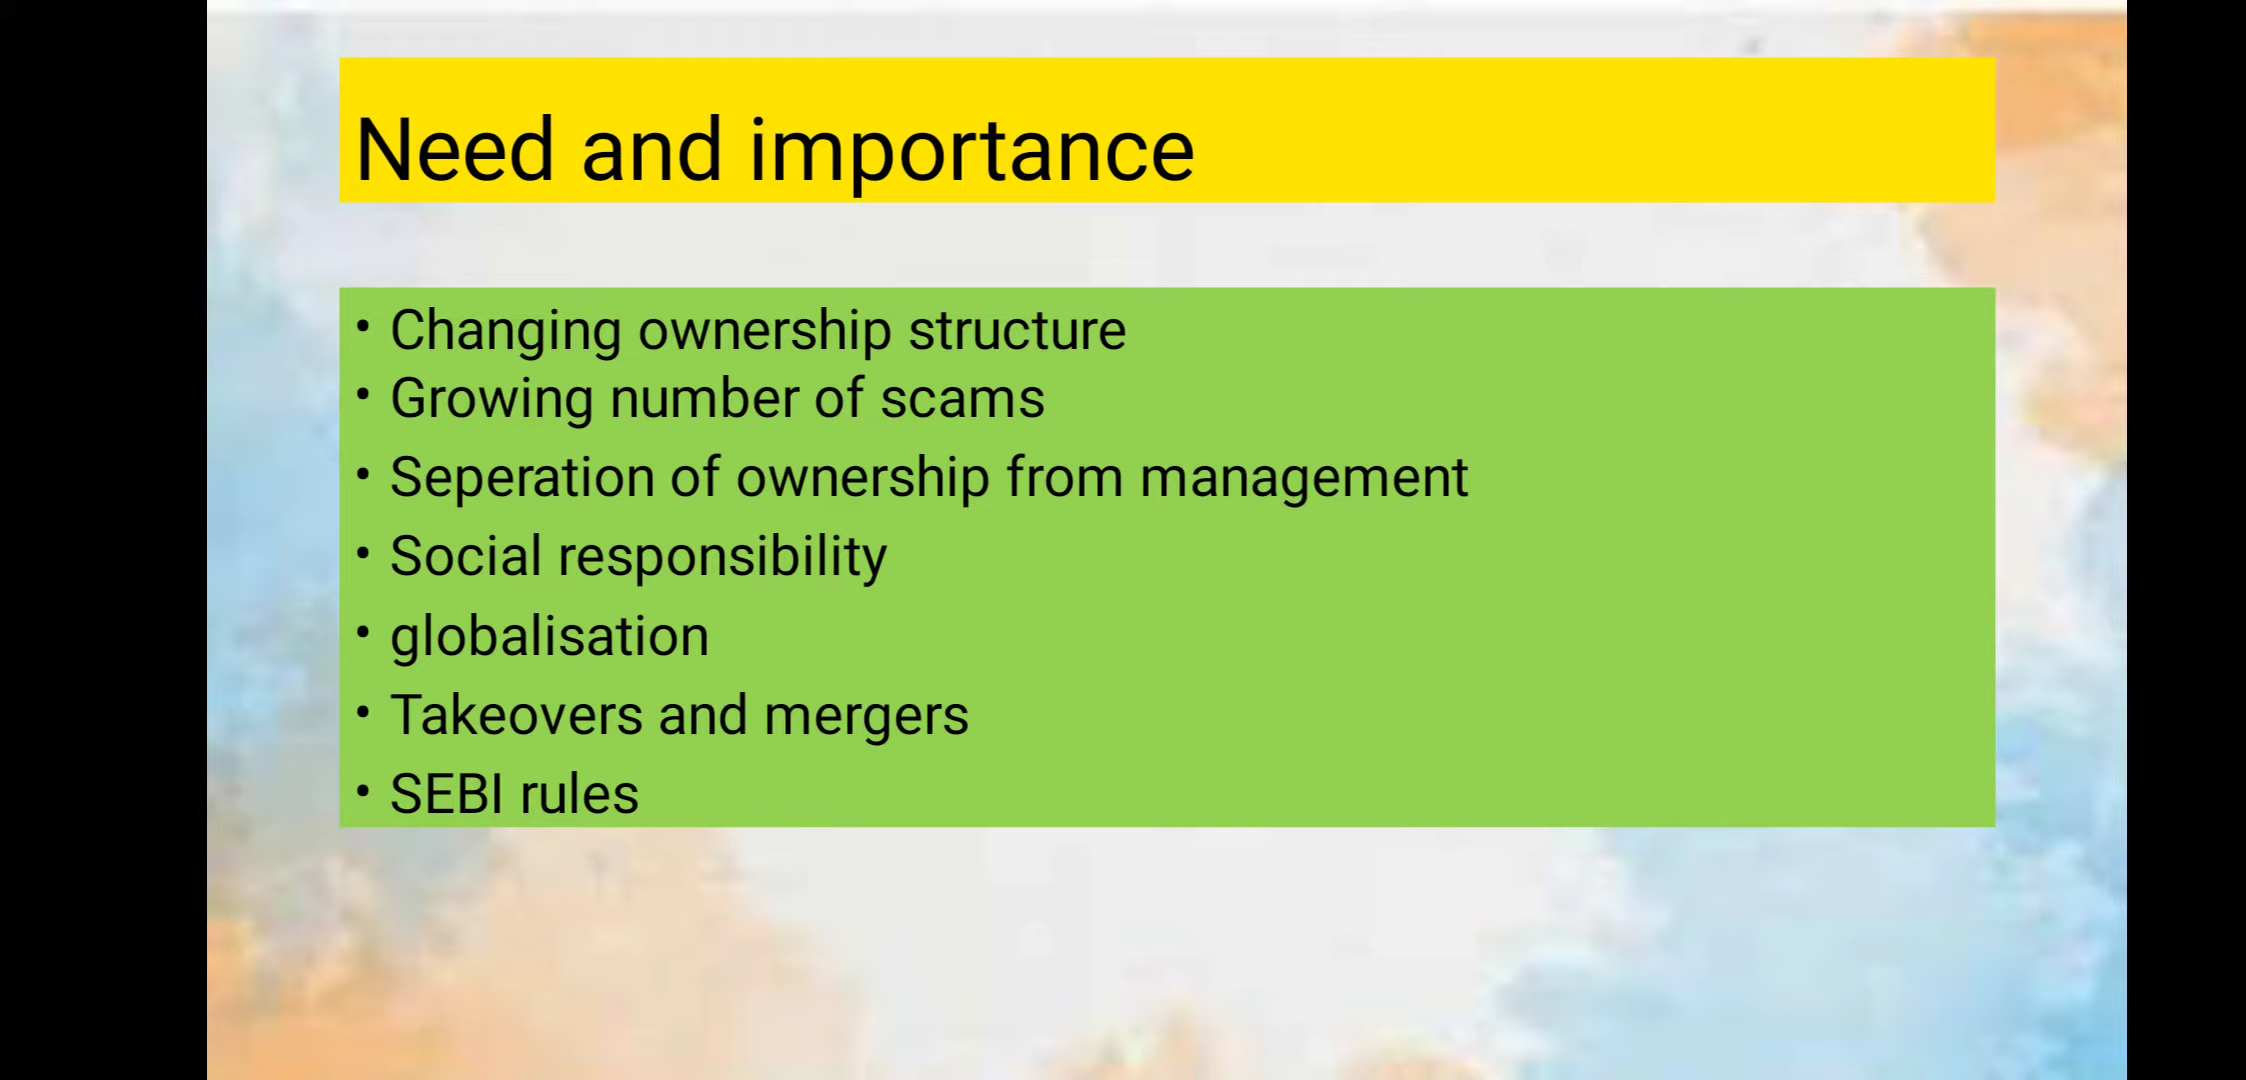 Need and importance
• Changing ownership structure
• Growing number of scams
• Seperation of ownership from management
• Social responsibility
• globalisation
• Takeovers and mergers
• SEBI rules